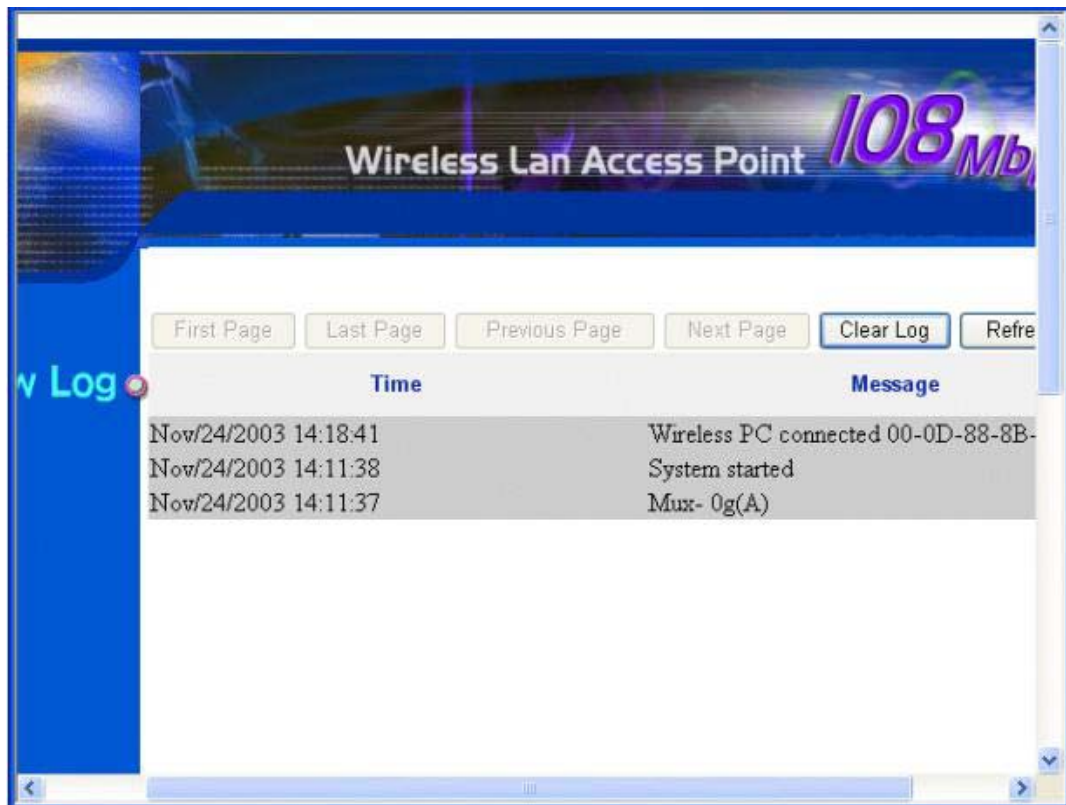 Wireless Lan Access Point 108Mb
First Page Last Page Previous Page Next Page Clear Log Refre
w Log
Time Message
Nov/24/2003 14:18:41 Wireless PC connected 00-0D-88-8B-
Nov/24/2003 14:11:38 System started
Nov/24/2003 14:11:37 Mux- 0g(A)